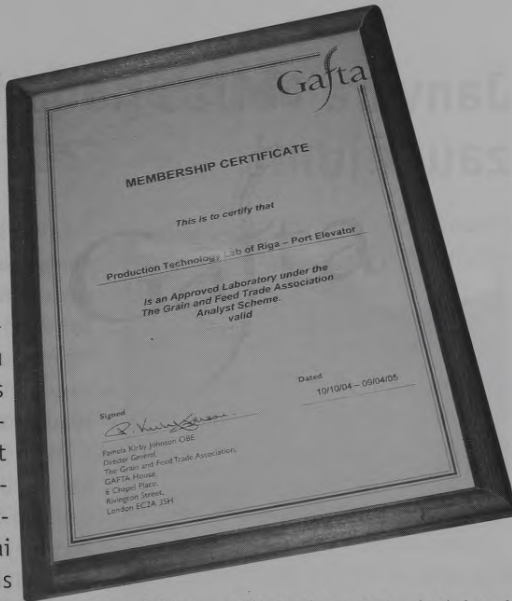 Gafta
MEMBERSHIP CERTIFICATE
This is to certify that
Production Technology Lab of Riga – Port Elevator
Is an Approved Laboratory under the
The Grain and Feed Trade Association
Analyst Scheme.
valid
Dated
10/10/04 – 09/04/05
Signed
Pamela Kirby Johnson OBE
Director General,
The Grain and Feed Trade Association,
GAFTA House,
6 Chapel Place,
Rivington Street,
London EC2A 3SH